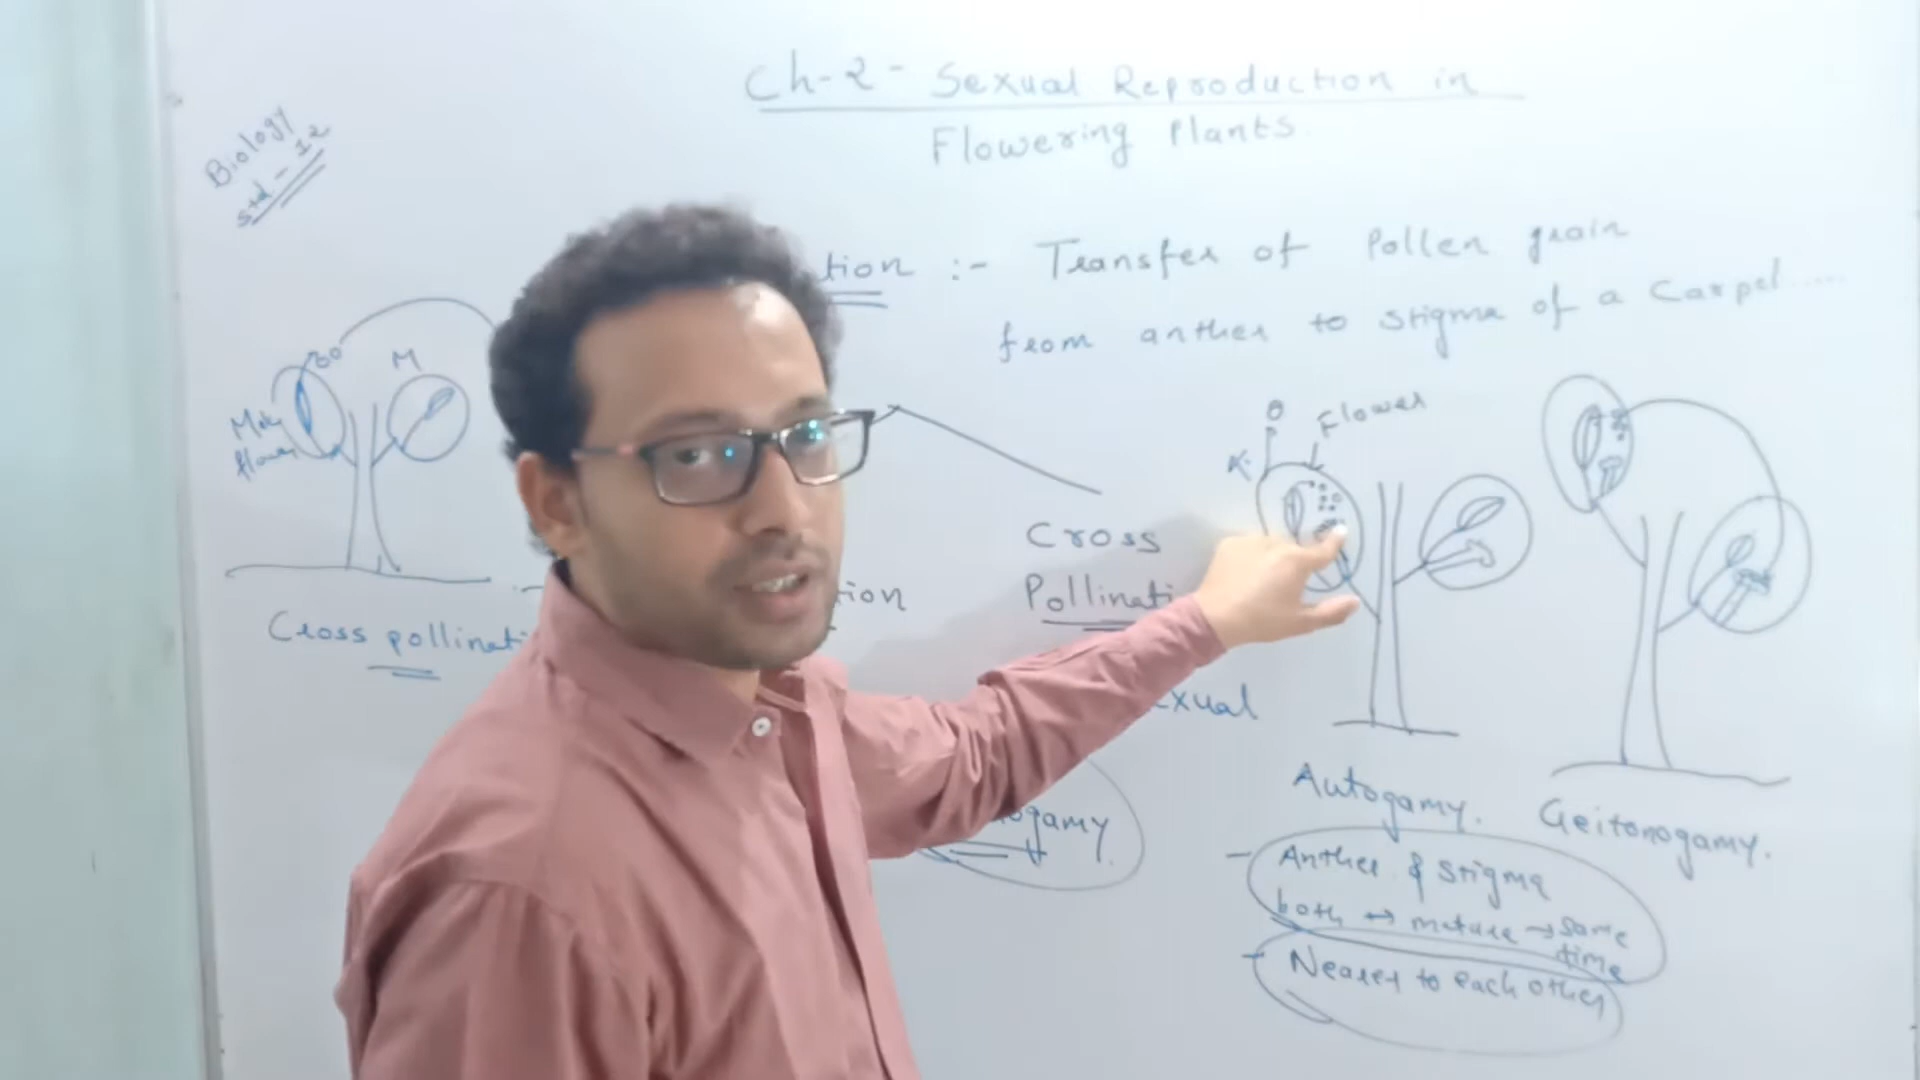 Ch-2 - Sexual Reproduction in
Flowering Plants.
Biology
Std - 12
tion :- Transfer of Pollen grain
from anther to stigma of a Carpel.....
M
flower
Flower
Cross
Pollinati
tion
Cross pollinati
xual
ogamy.
Autogamy.
Geitonogamy.
- Anther & Stigma
both → mature → same
time
- Nearer to each other